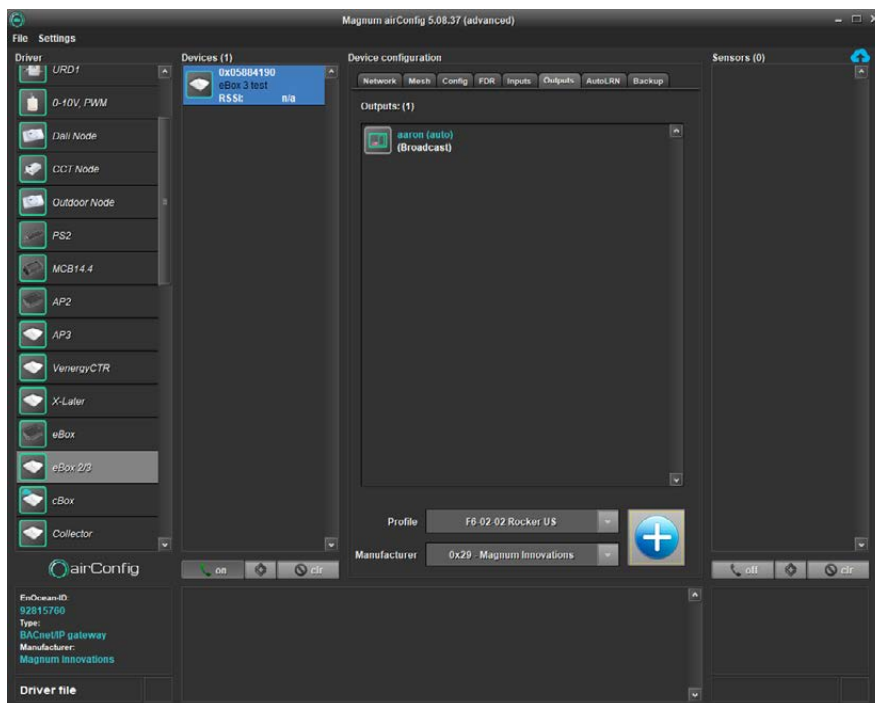 Magnum airConfig 5.08.37 (advanced)
File Settings
Driver
URD1
0-10V, PWM
Dali Node
CCT Node
Outdoor Node
PS2
MCB14.4
AP2
AP3
VenergyCTR
X-Later
eBox
eBox 2/3
cBox
Collector
airConfig
Devices (1)
0x05884190
eBox 3 test
RSSI: n/a
on
clr
Device configuration
Network Mesh Config FDR Inputs Outputs AutoLRN Backup
Outputs: (1)
aaron (auto)
(Broadcast)
Profile F6-02-02 Rocker US
Manufacturer 0x29 - Magnum Innovations
Sensors (0)
off
clr
EnOcean-ID:
92815760
Type:
BACnet/IP gateway
Manufacturer:
Magnum Innovations
Driver file